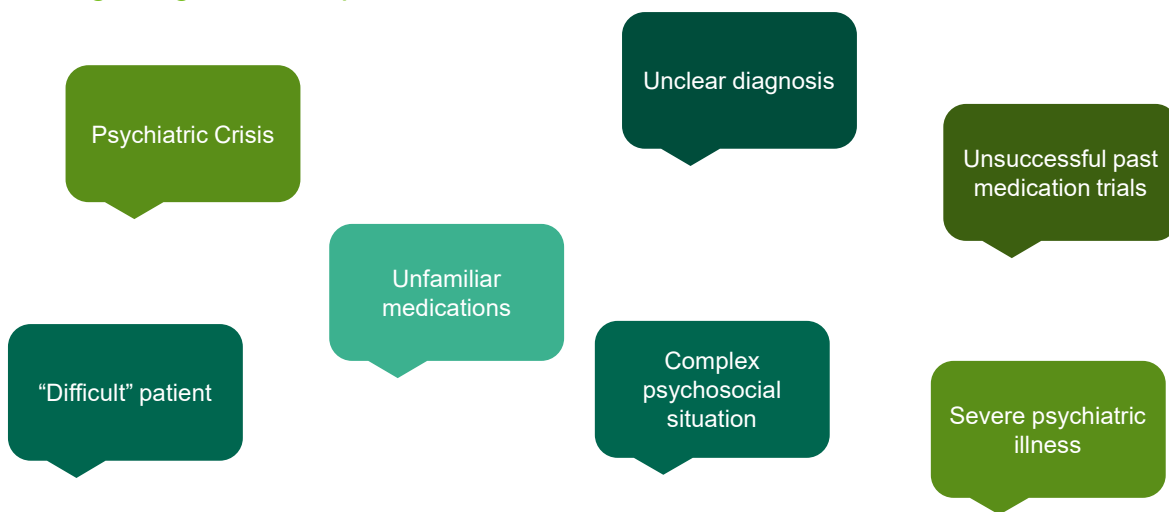 Psychiatric Crisis
Unclear diagnosis
Unsuccessful past
medication trials
Unfamiliar
medications
“Difficult” patient
Complex
psychosocial
situation
Severe psychiatric
illness